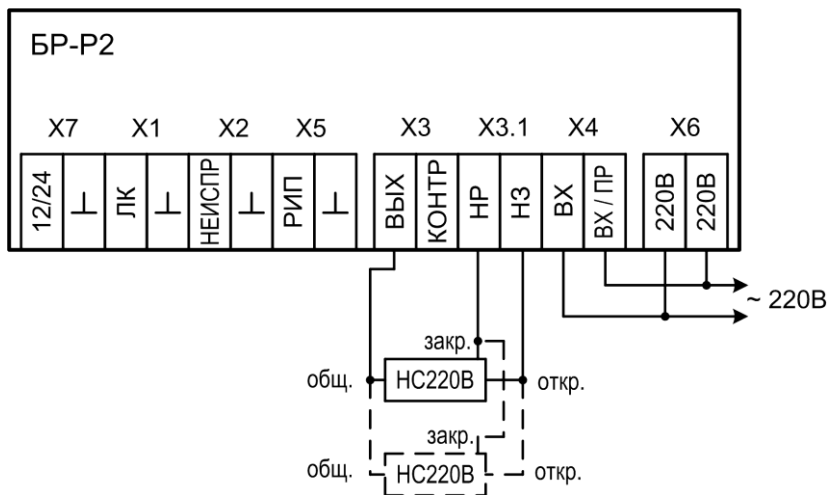 БР-Р2
X7 X1 X2 X5 X3 X3.1 X4 X6
12/24 ⊥ ЛК ⊥ НЕИСПР ⊥ РИП ⊥ ВЫХ КОНТР НР НЗ ВХ ВХ / ПР 220В 220В
~ 220В
закр.
общ. НС220В откр.
закр.
общ. НС220В откр.